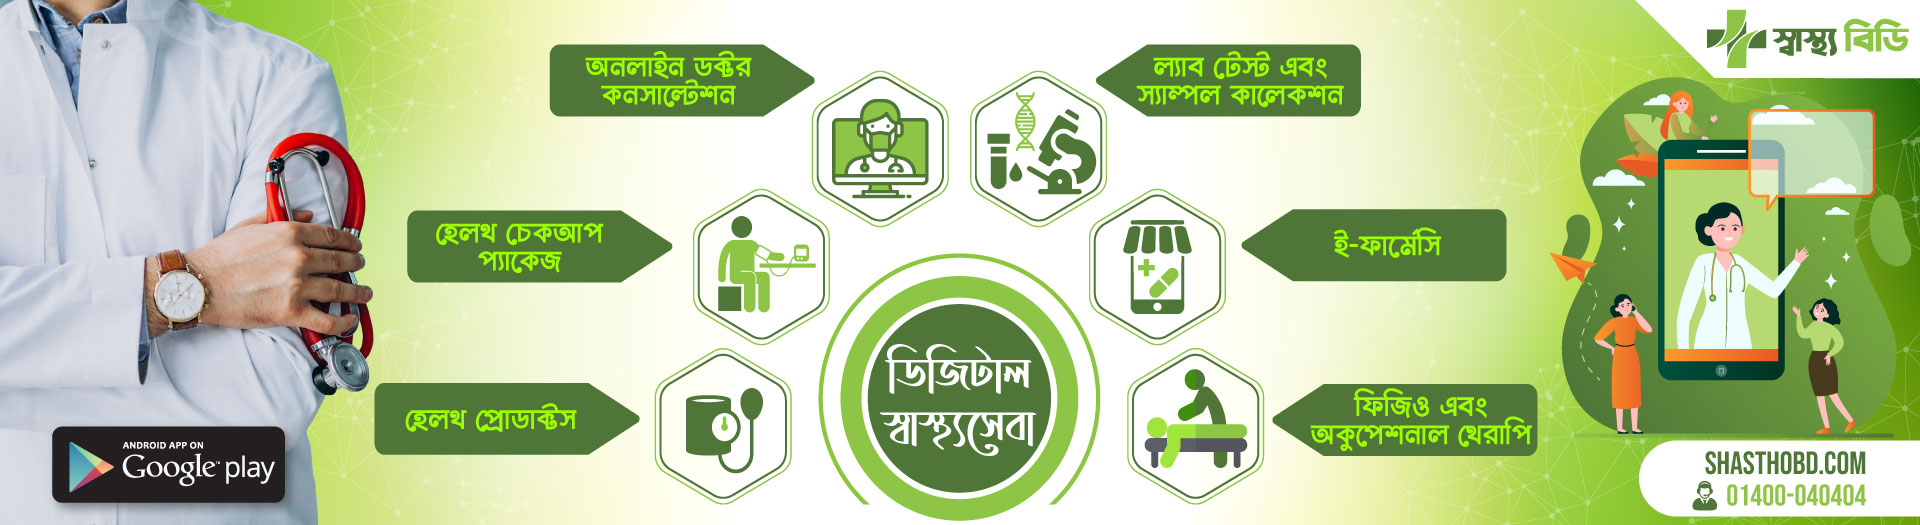 স্বাস্থ্য বিডি
অনলাইন ডক্টর
কনসাল্টেশন
ল্যাব টেস্ট এবং
স্যাম্পল কালেকশন
হেলথ চেকআপ
প্যাকেজ
ই-ফার্মেসি
হেলথ প্রোডাক্টস
ফিজিও এবং
অকুপেশনাল থেরাপি
ডিজিটাল
স্বাস্থ্যসেবা
ANDROID APP ON
Google play
SHASTHOBD.COM
01400-040404